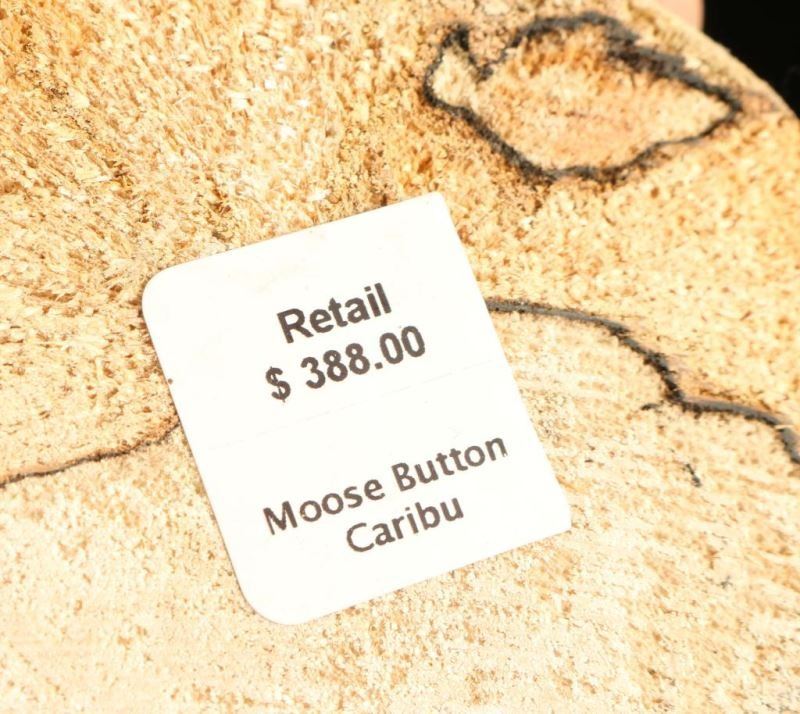 Retail
$ 388.00
Moose Button
Caribu